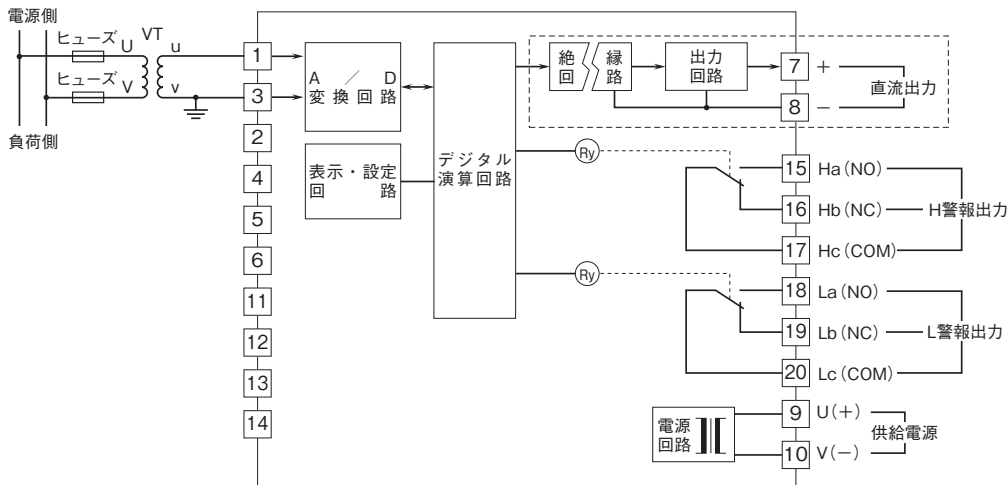 電源側
ヒューズ U VT u
ヒューズ V v
負荷側
1
3
2
4
5
6
11
12
13
14
A / D
変換回路
表示・設定
回路
デジタル
演算回路
絶縁
回路
出力
回路
7 +
8 −
直流出力
Ry
15 Ha(NO)
16 Hb(NC)
17 Hc(COM)
H警報出力
Ry
18 La(NO)
19 Lb(NC)
20 Lc(COM)
L警報出力
電源
回路
9 U(+)
10 V(−)
供給電源